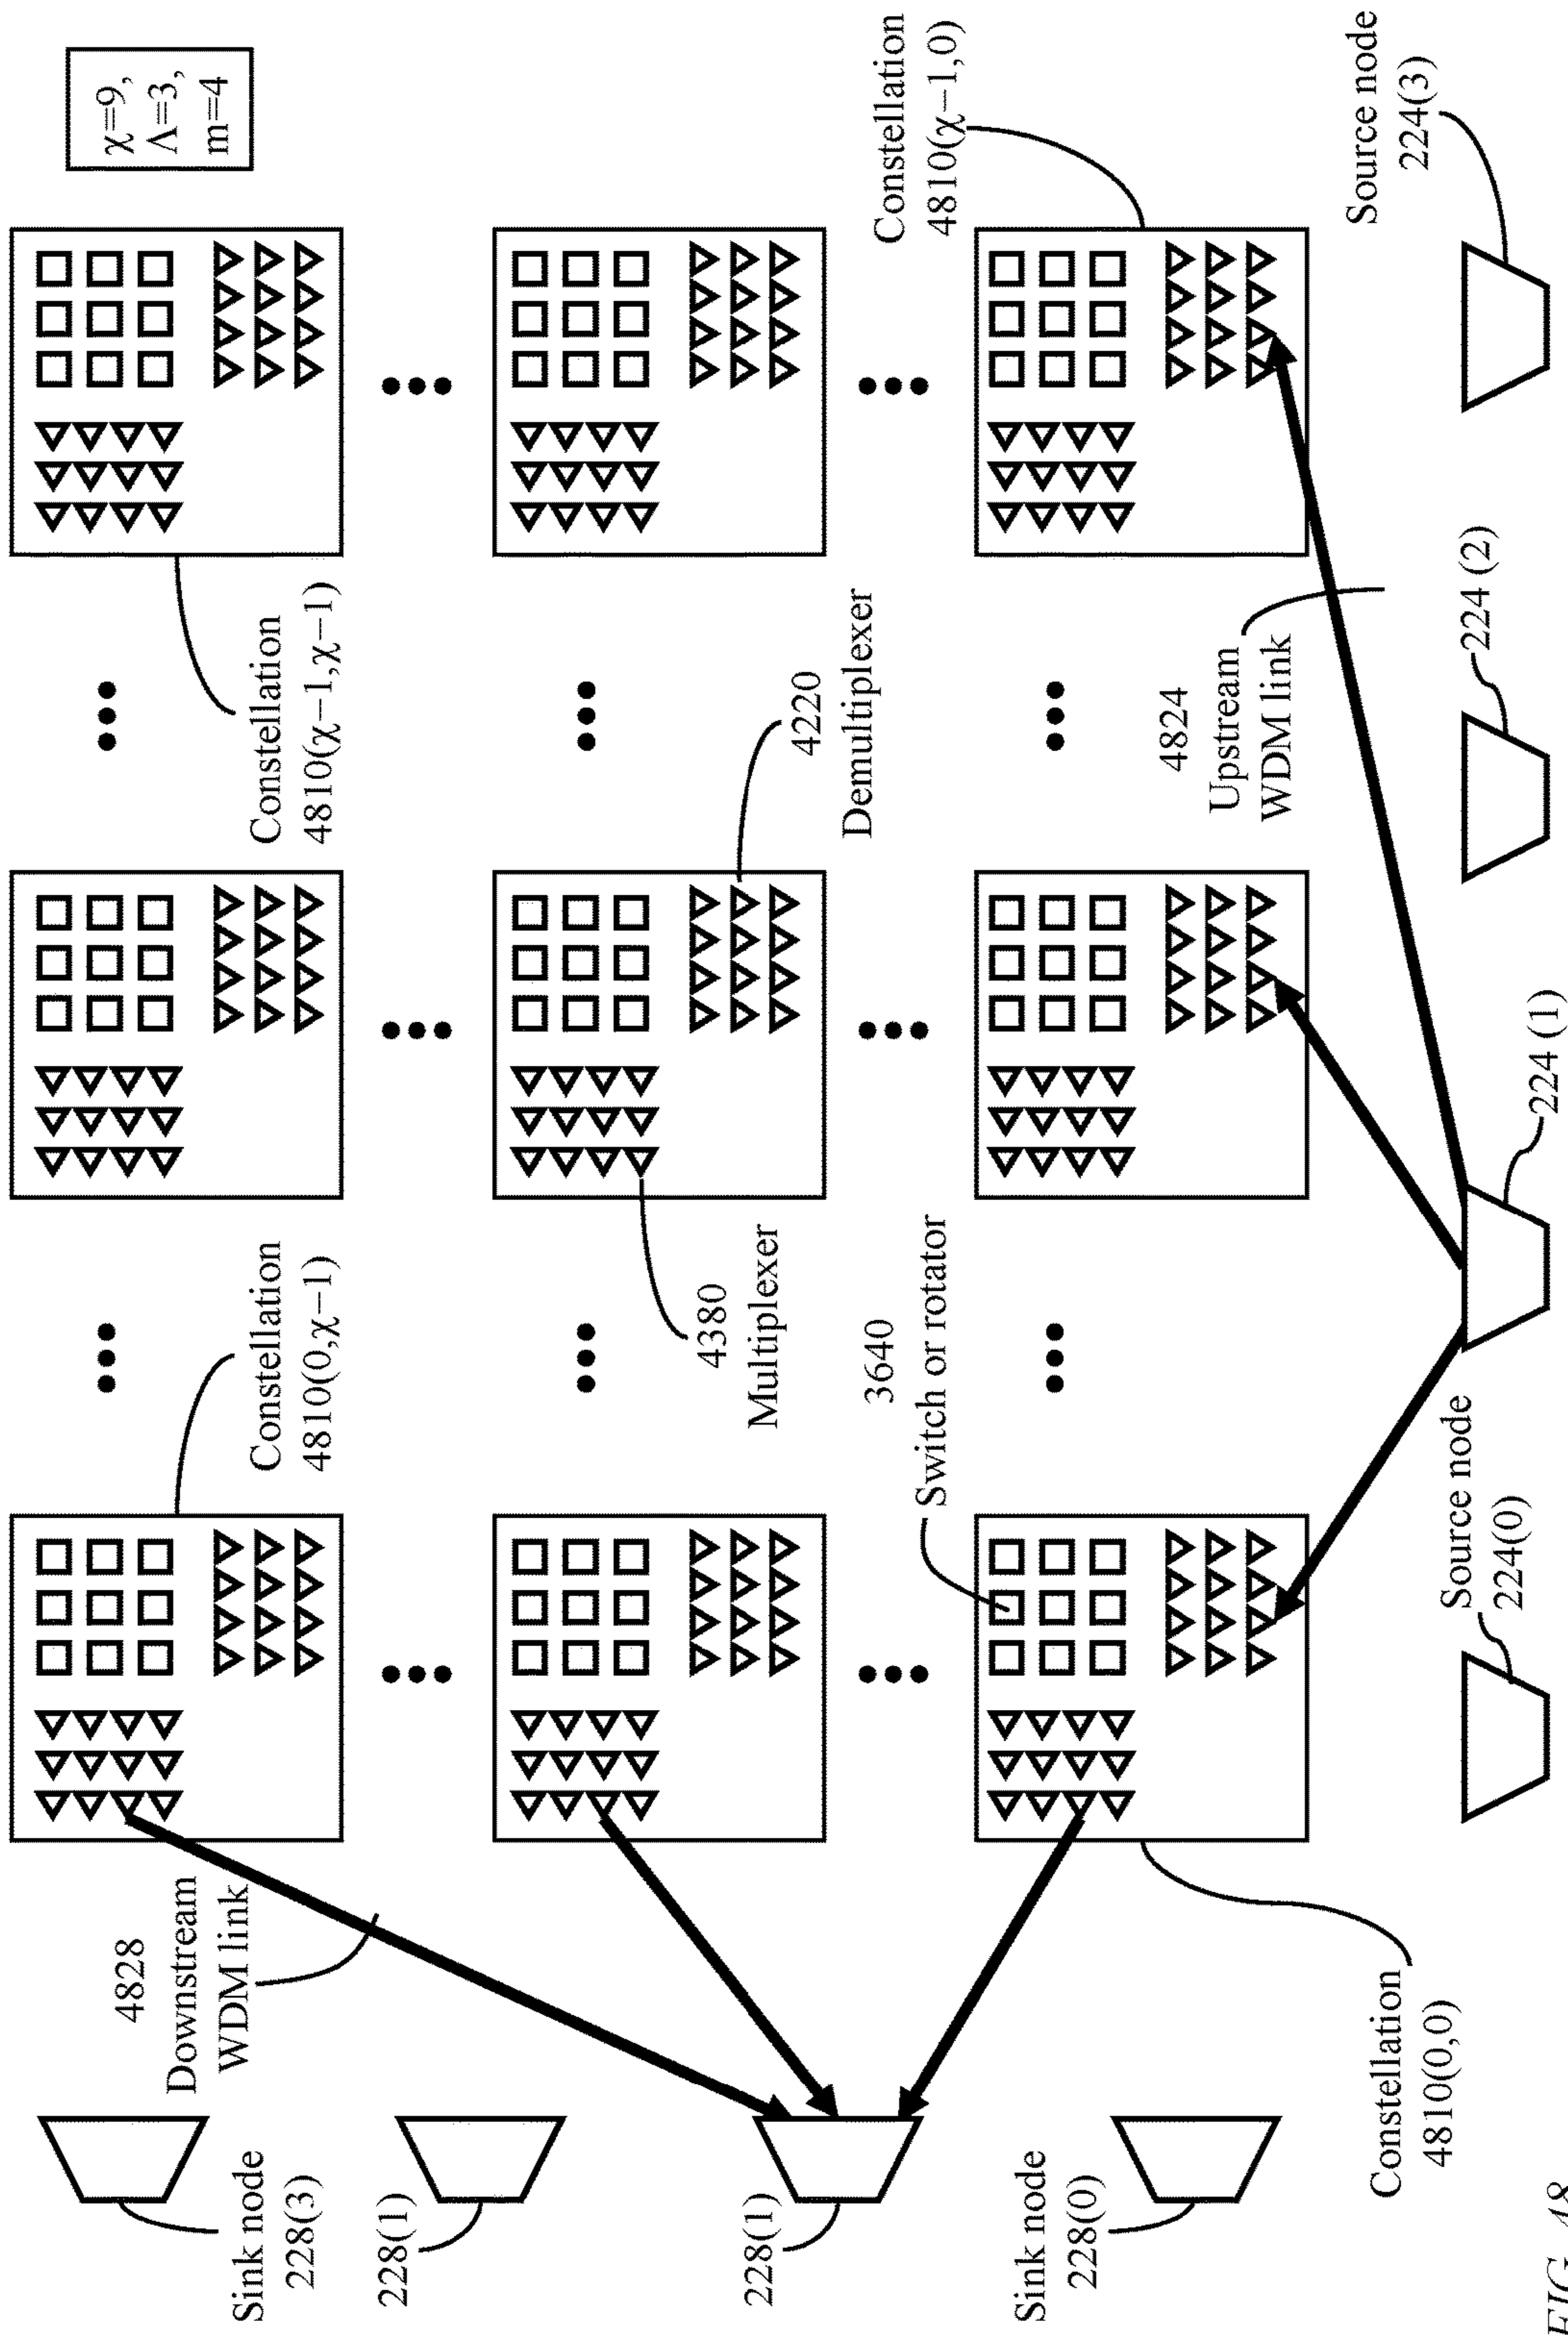 χ=9,
Λ=3,
m=4
4828
Downstream
WDM link
Sink node
228(3)
Constellation
4810(0,χ−1)
Constellation
4810(χ−1,χ−1)
228(1)
4380
Multiplexer
4220
Demultiplexer
228(1)
3640
Switch or rotator
Constellation
4810(χ−1,0)
Sink node
228(0)
4824
Upstream
WDM link
Constellation
4810(0,0)
Source node
224(0)
224 (1)
224 (2)
Source node
224(3)
FIG. 48